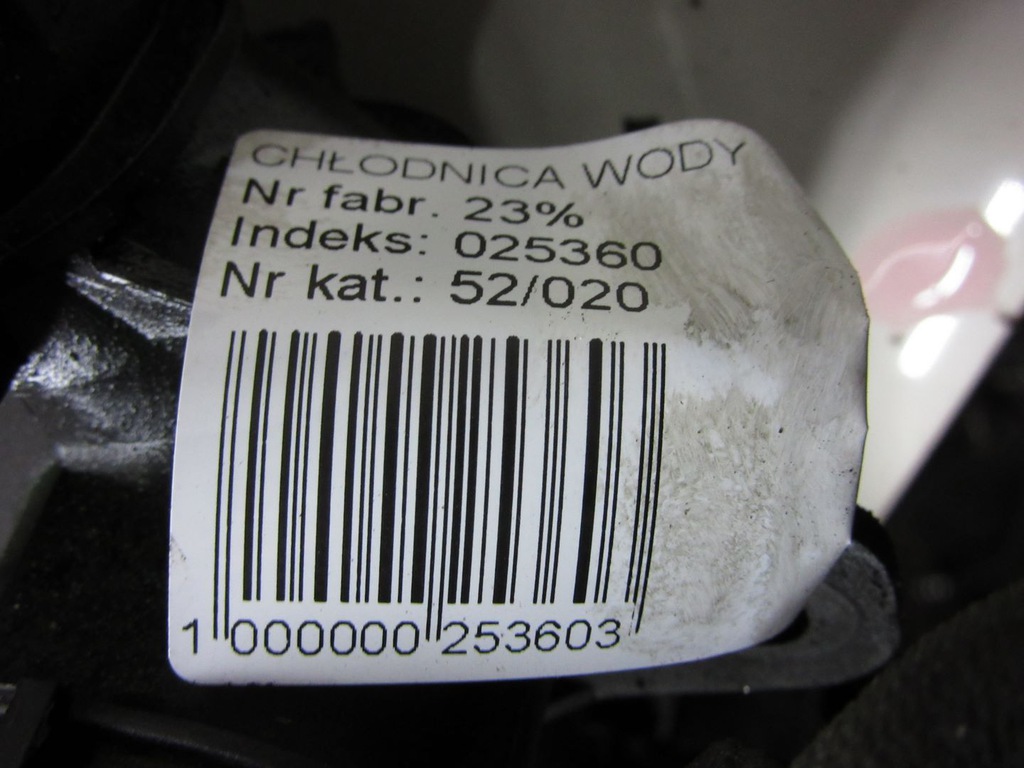 CHŁODNICA WODY
Nr fabr. 23%
Indeks: 025360
Nr kat.: 52/020
1 000000 253603